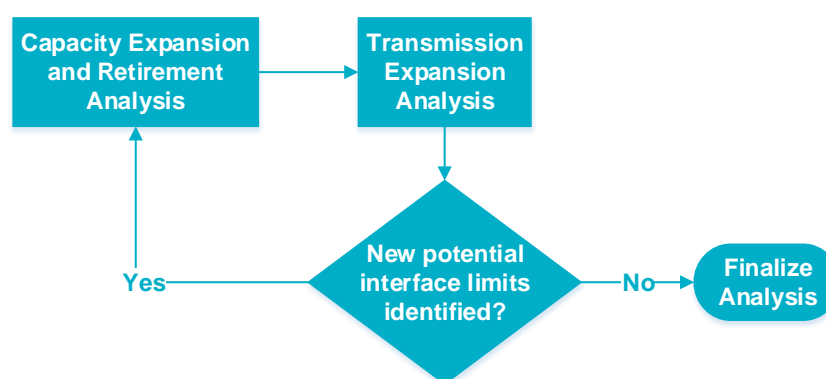 Capacity Expansion
and Retirement
Analysis
Transmission
Expansion
Analysis
New potential
interface limits
identified?
Yes
No
Finalize
Analysis